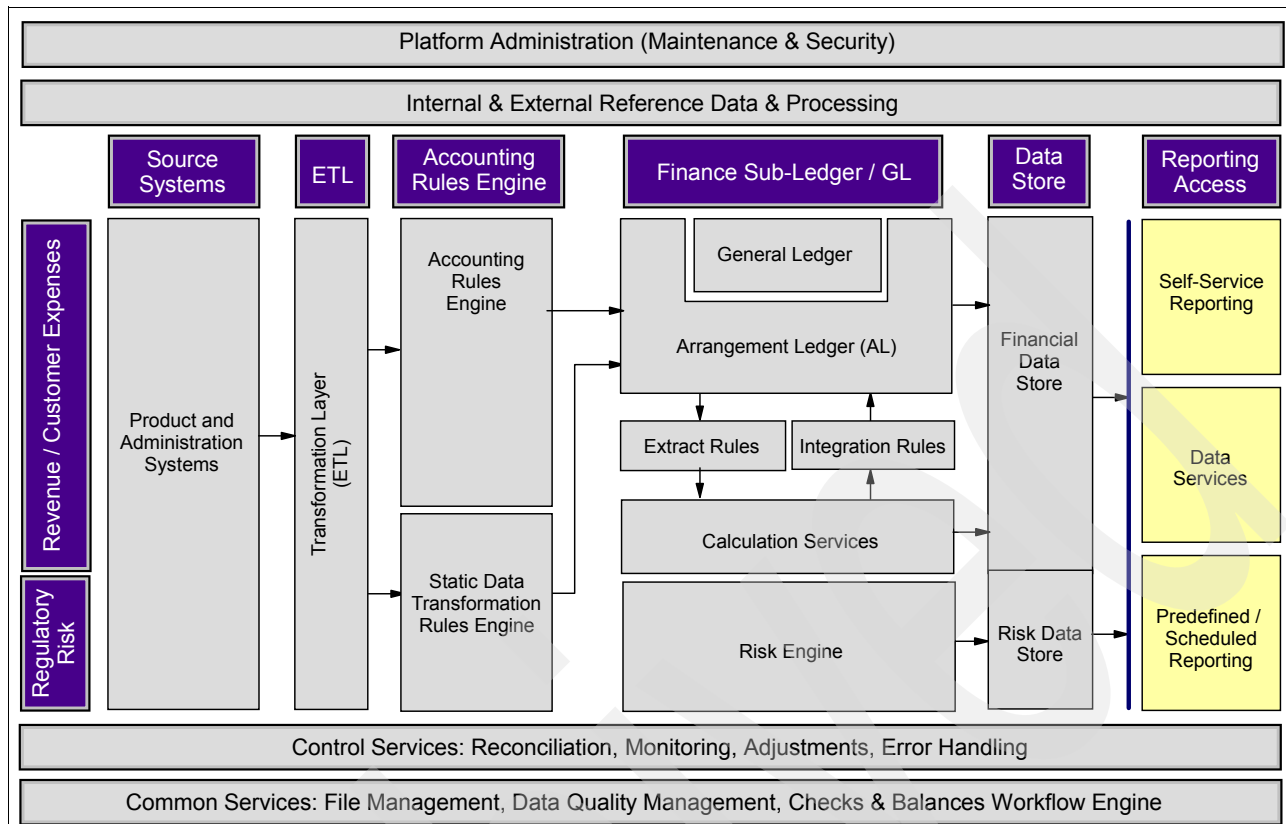 Platform Administration (Maintenance & Security)
Internal & External Reference Data & Processing
Source
Systems
ETL
Accounting
Rules Engine
Finance Sub-Ledger / GL
Data
Store
Reporting
Access
Revenue / Customer Expenses
Regulatory
Risk
Product and
Administration
Systems
Transformation Layer
(ETL)
Accounting
Rules
Engine
Static Data
Transformation
Rules Engine
General Ledger
Arrangement Ledger (AL)
Extract Rules
Integration Rules
Calculation Services
Risk Engine
Financial
Data
Store
Risk Data
Store
Self-Service
Reporting
Data
Services
Predefined /
Scheduled
Reporting
Control Services: Reconciliation, Monitoring, Adjustments, Error Handling
Common Services: File Management, Data Quality Management, Checks & Balances Workflow Engine